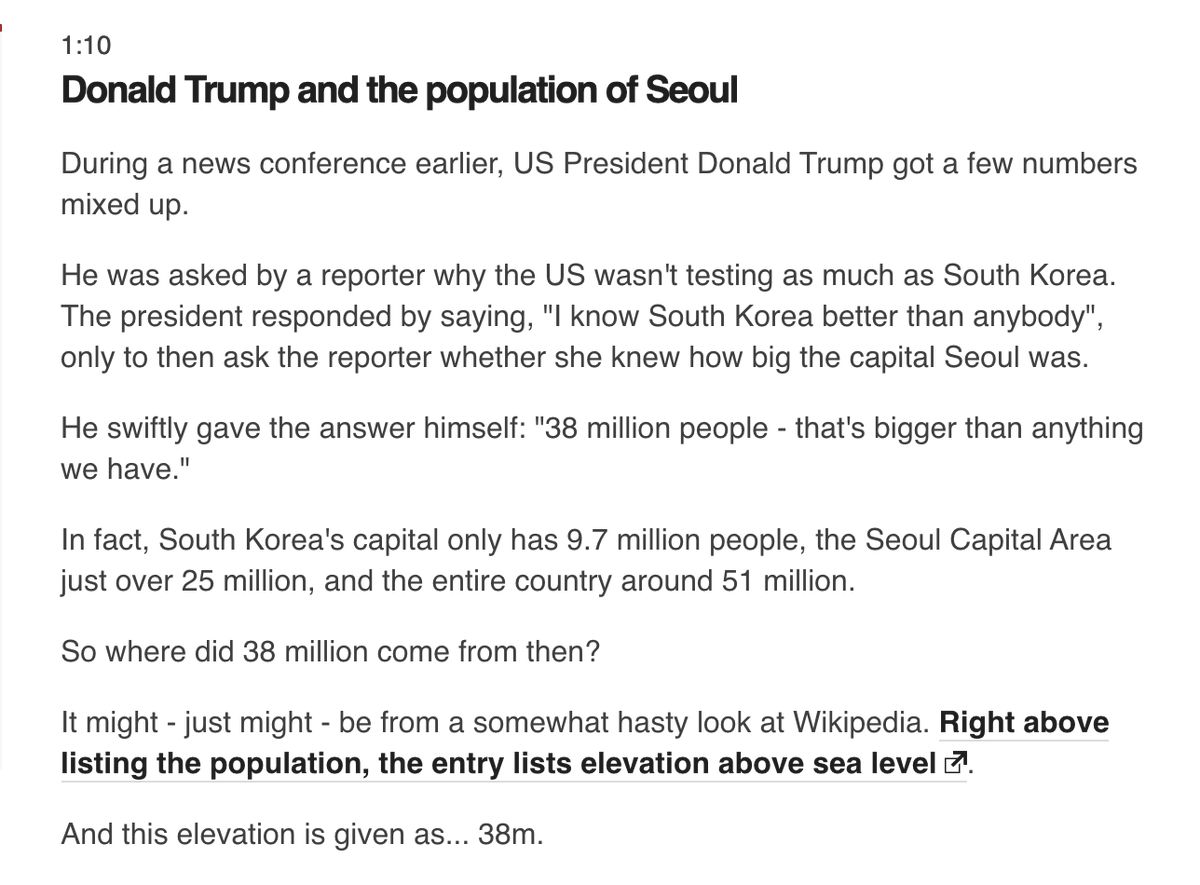 1:10
Donald Trump and the population of Seoul
During a news conference earlier, US President Donald Trump got a few numbers
mixed up.
He was asked by a reporter why the US wasn't testing as much as South Korea.
The president responded by saying, "I know South Korea better than anybody",
only to then ask the reporter whether she knew how big the capital Seoul was.
He swiftly gave the answer himself: "38 million people - that's bigger than anything
we have."
In fact, South Korea's capital only has 9.7 million people, the Seoul Capital Area
just over 25 million, and the entire country around 51 million.
So where did 38 million come from then?
It might - just might - be from a somewhat hasty look at Wikipedia. Right above
listing the population, the entry lists elevation above sea level.
And this elevation is given as... 38m.